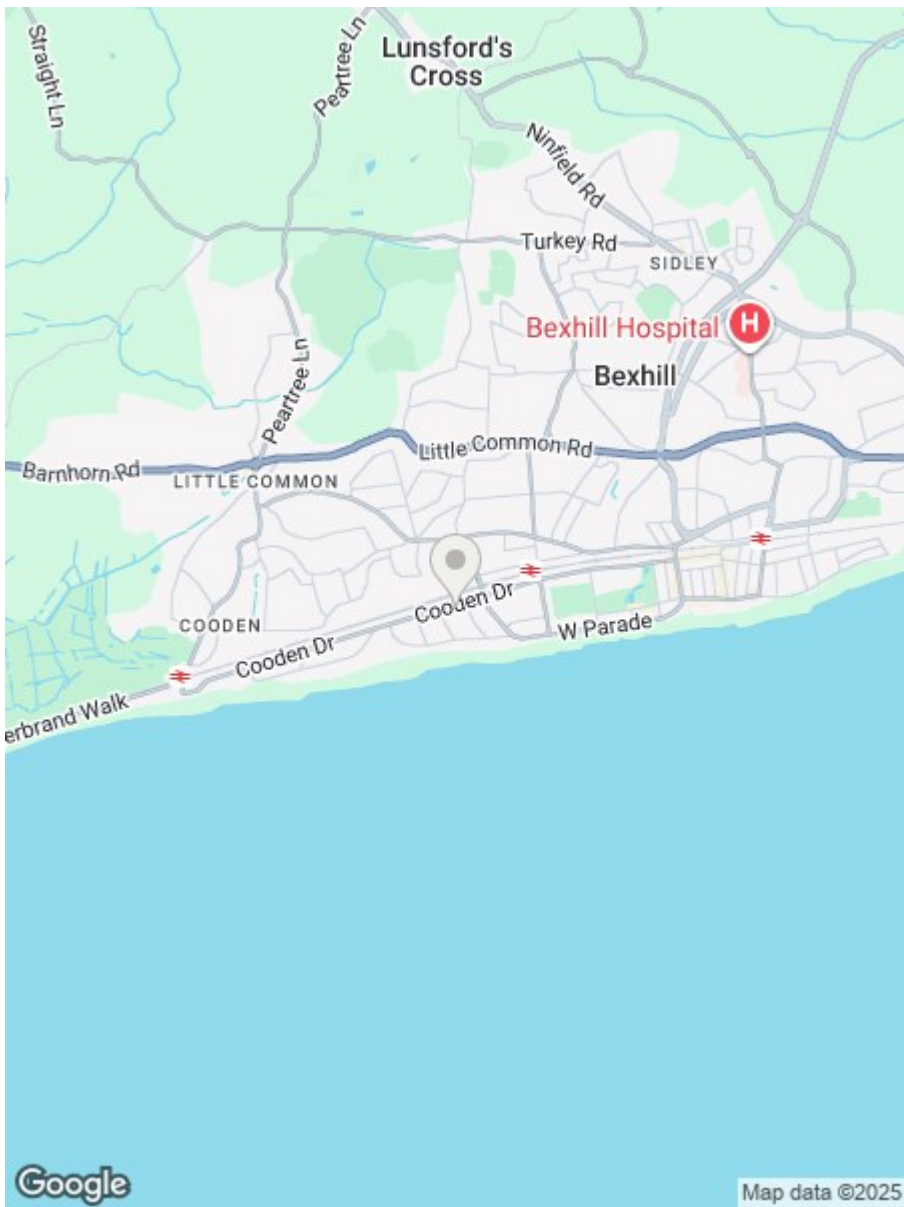 Straight Ln
Peartree Ln
Lunsford's
Cross
Ninfield Rd
Turkey Rd
SIDLEY
Bexhill Hospital
H
Bexhill
Peartree Ln
Little Common Rd
Barnhorn Rd
LITTLE COMMON
Cooden Dr
COODEN
W Parade
Cooden Dr
erbrand Walk
Google
Map data ©2025